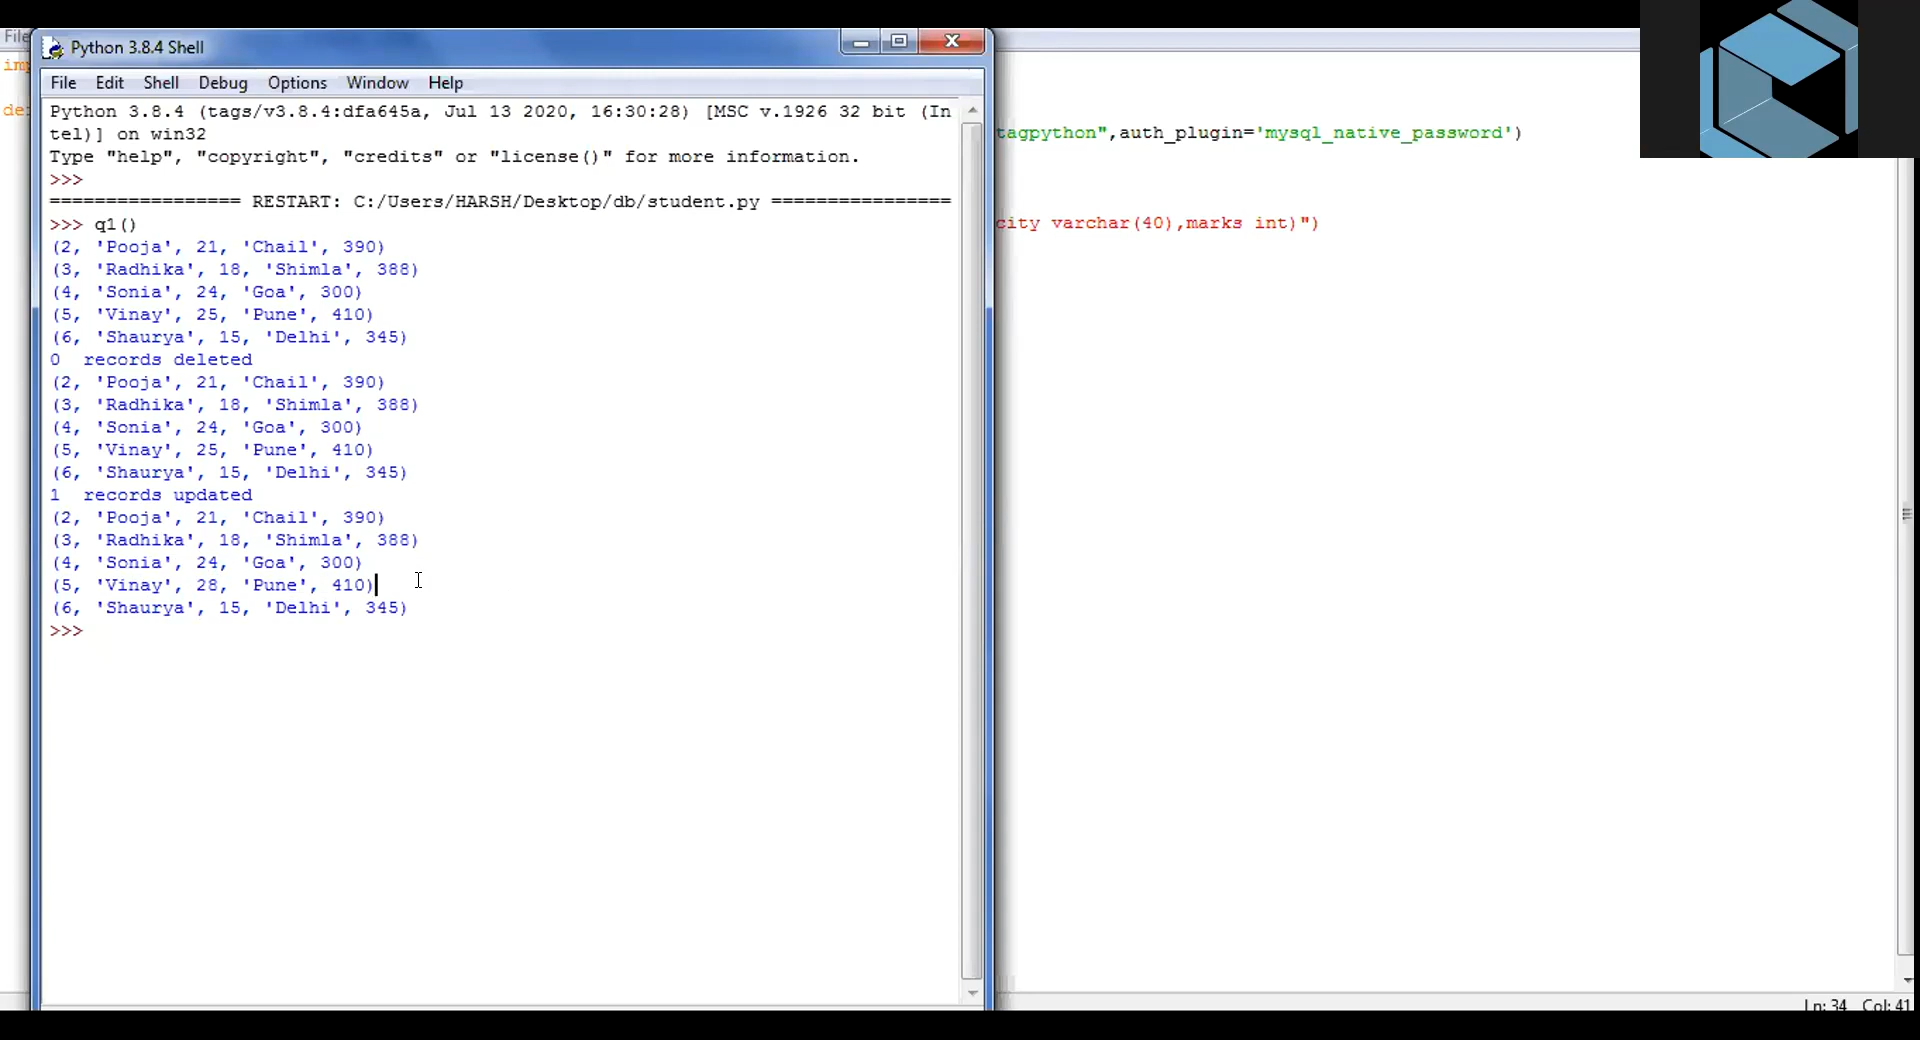 File
Python 3.8.4 Shell
File Edit Shell Debug Options Window Help
Python 3.8.4 (tags/v3.8.4:dfa645a, Jul 13 2020, 16:30:28) [MSC v.1926 32 bit (In
tel)] on win32
Type "help", "copyright", "credits" or "license()" for more information.
>>>
================= RESTART: C:/Users/HARSH/Desktop/db/student.py ================
>>> q1()
(2, 'Pooja', 21, 'Chail', 390)
(3, 'Radhika', 18, 'Shimla', 388)
(4, 'Sonia', 24, 'Goa', 300)
(5, 'Vinay', 25, 'Pune', 410)
(6, 'Shaurya', 15, 'Delhi', 345)
0  records deleted
(2, 'Pooja', 21, 'Chail', 390)
(3, 'Radhika', 18, 'Shimla', 388)
(4, 'Sonia', 24, 'Goa', 300)
(5, 'Vinay', 25, 'Pune', 410)
(6, 'Shaurya', 15, 'Delhi', 345)
1  records updated
(2, 'Pooja', 21, 'Chail', 390)
(3, 'Radhika', 18, 'Shimla', 388)
(4, 'Sonia', 24, 'Goa', 300)
(5, 'Vinay', 28, 'Pune', 410)
(6, 'Shaurya', 15, 'Delhi', 345)
>>>
tagpython",auth_plugin='mysql_native_password')
city varchar(40),marks int)")
Ln: 34 Col: 41